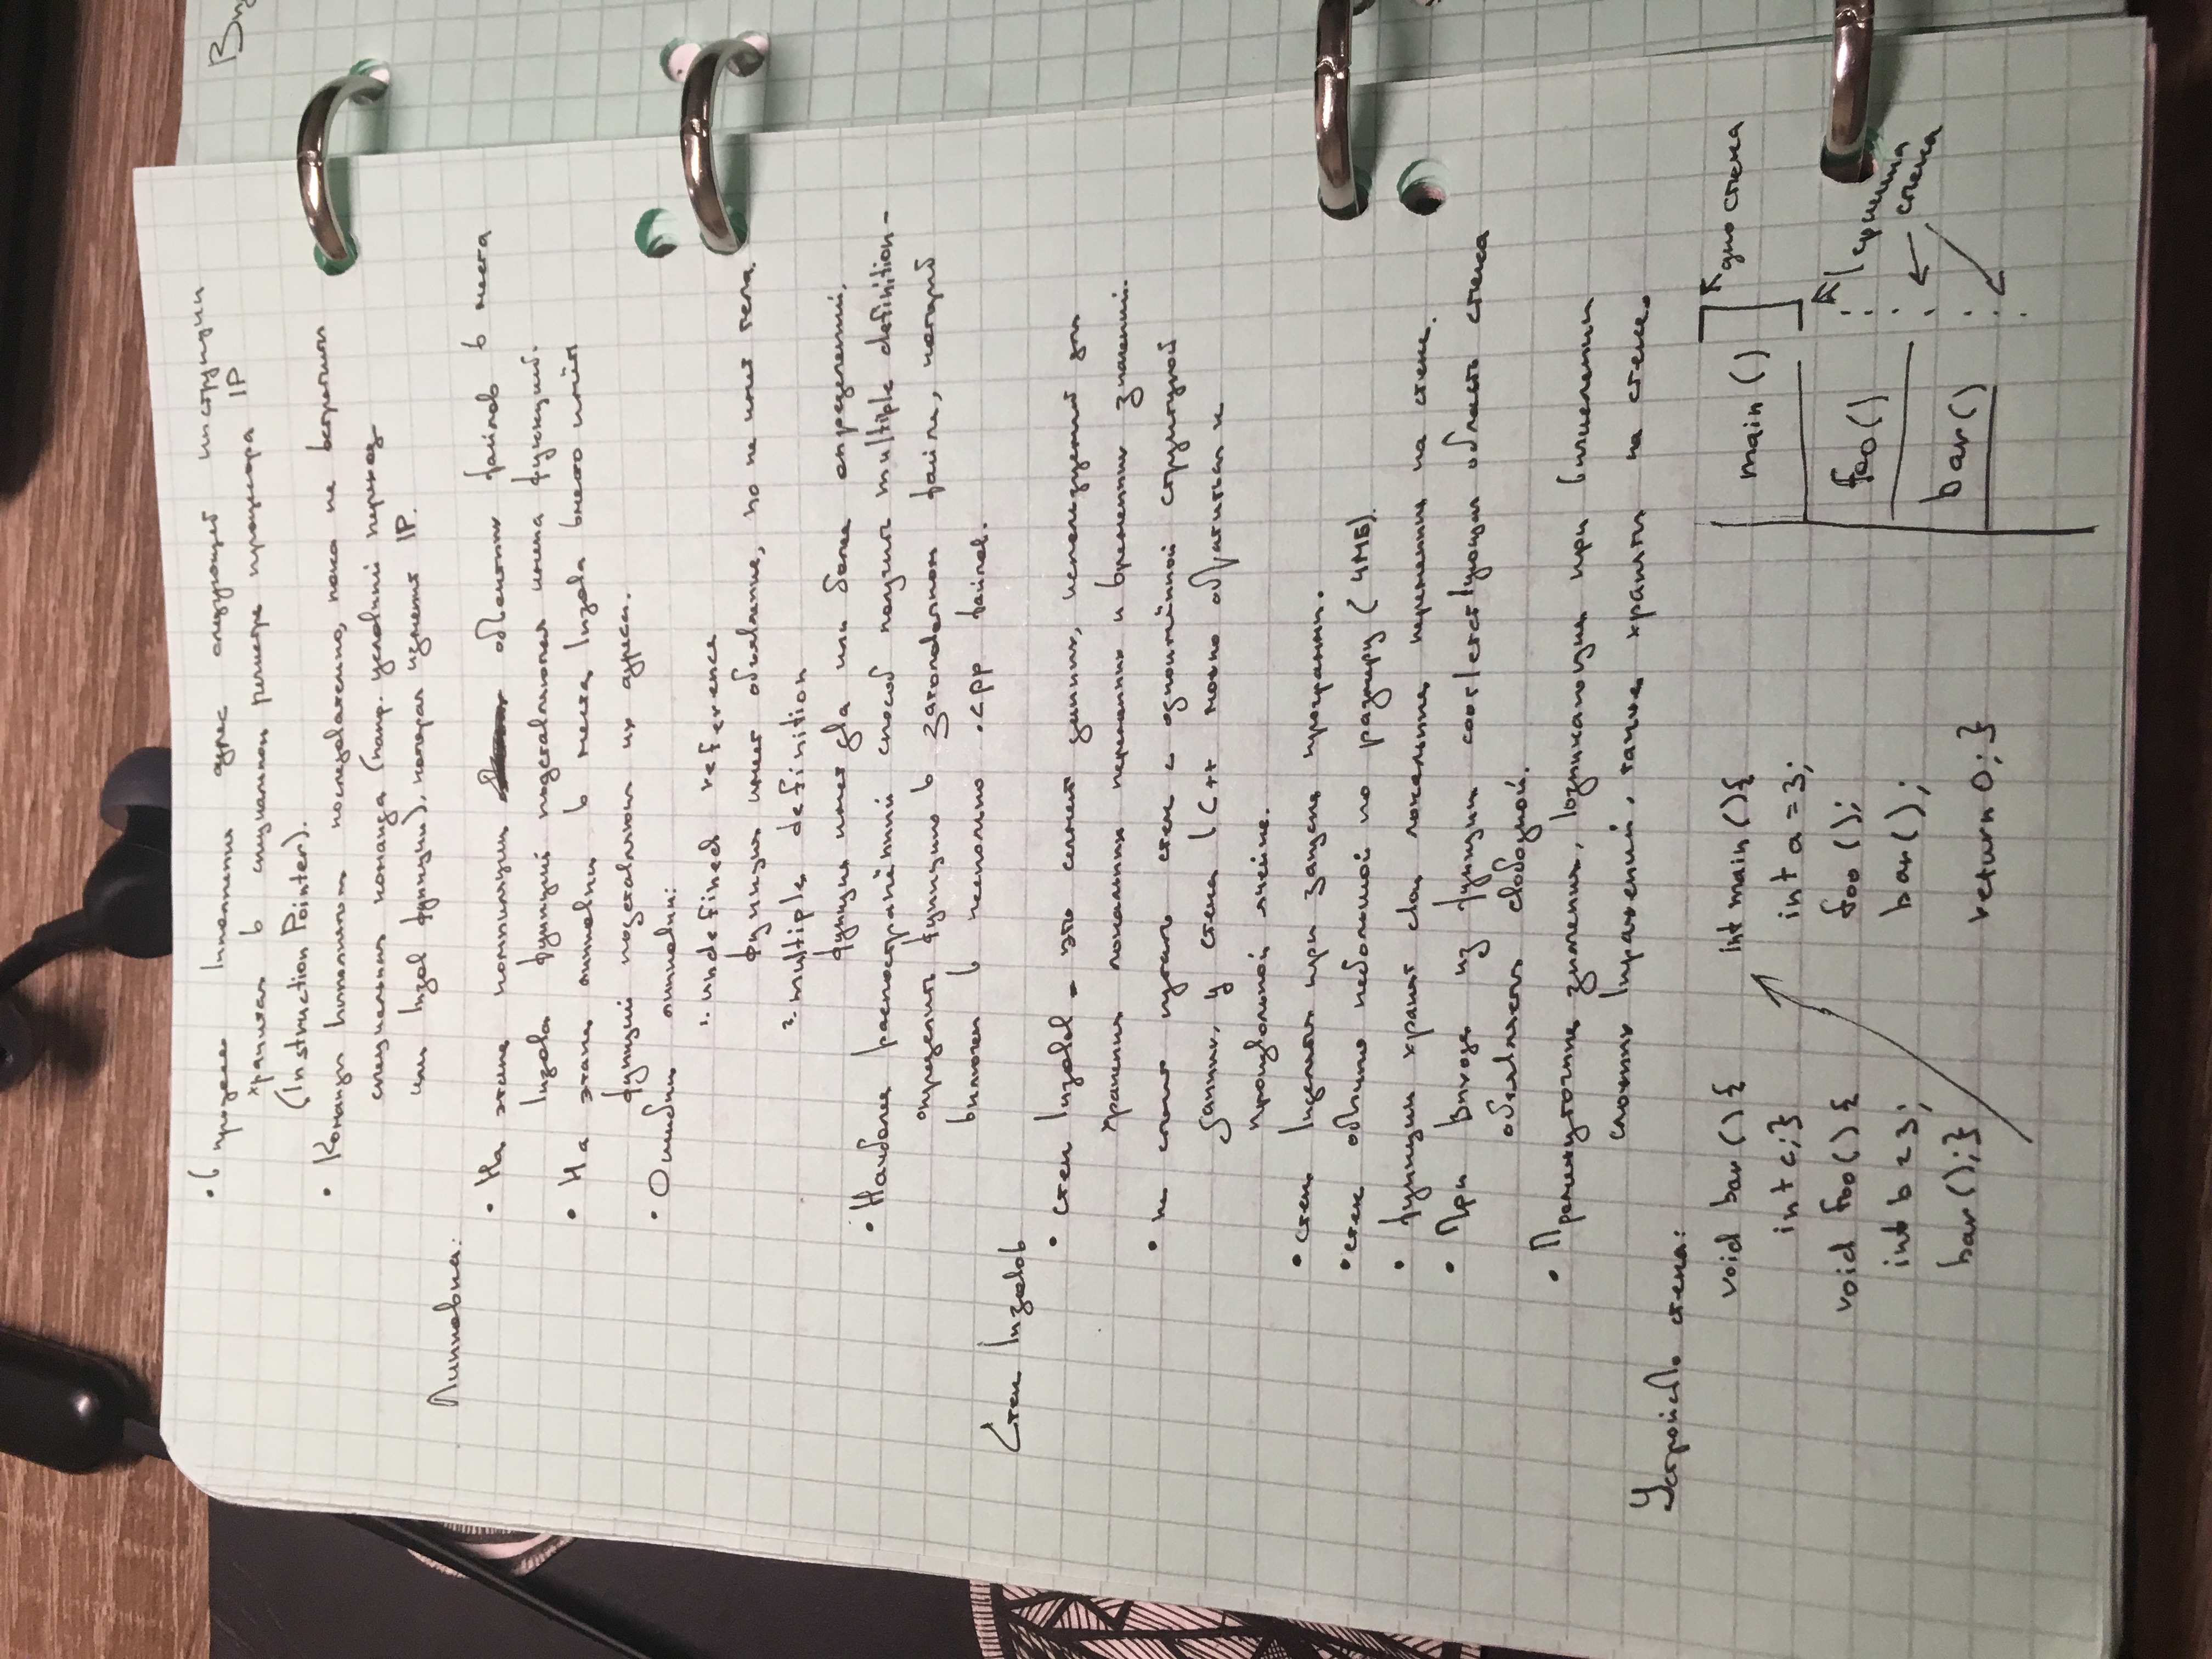 • В процессе выполнения адрес следующей инструкции
хранится в специальном регистре процессора IP
(Instruction Pointer).
• Команды выполняются последовательно, пока не встретится
специальная команда (напр. условный переход
или вызов функции), которая изменит IP.
Линковка:
• На этапе компиляции объектных файлов в места
вызова функций подставляются имена функций.
• На этапе линковки в места вызова вместо имён
функций подставляются их адреса.
• Ошибки линковки:
1. undefined reference
функция имеет объявление, но не имеет тела.
2. multiple definition
функция имеет два или более определений.
• Наиболее распространённый способ получить multiple definition -
определить функцию в заголовочном файле, который
включен в несколько .cpp файлов.
Стек вызовов
• стек вызовов - это сегмент данных, используемый для
хранения локальных переменных и временных значений.
• не стоит путать стек с одноимённой структурой
данных, у стека в C++ можно обратиться к
произвольной ячейке.
• стек выделяется при запуске программы.
• стек обычно небольшой по размеру (4МБ).
• функции хранят свои локальные переменные на стеке.
• При выходе из функции соответствующая область стека
объявляется свободной.
• Промежуточные значения, возникающие при вычислении
сложных выражений, также хранятся на стеке.
Устройство стека:
void bar () {
int c; }
void foo () {
int b = 3;
bar (); }
int main () {
int a = 3;
foo ();
bar ();
return 0; }
main ()
дно стека
foo ()
вершина
стека
bar ()